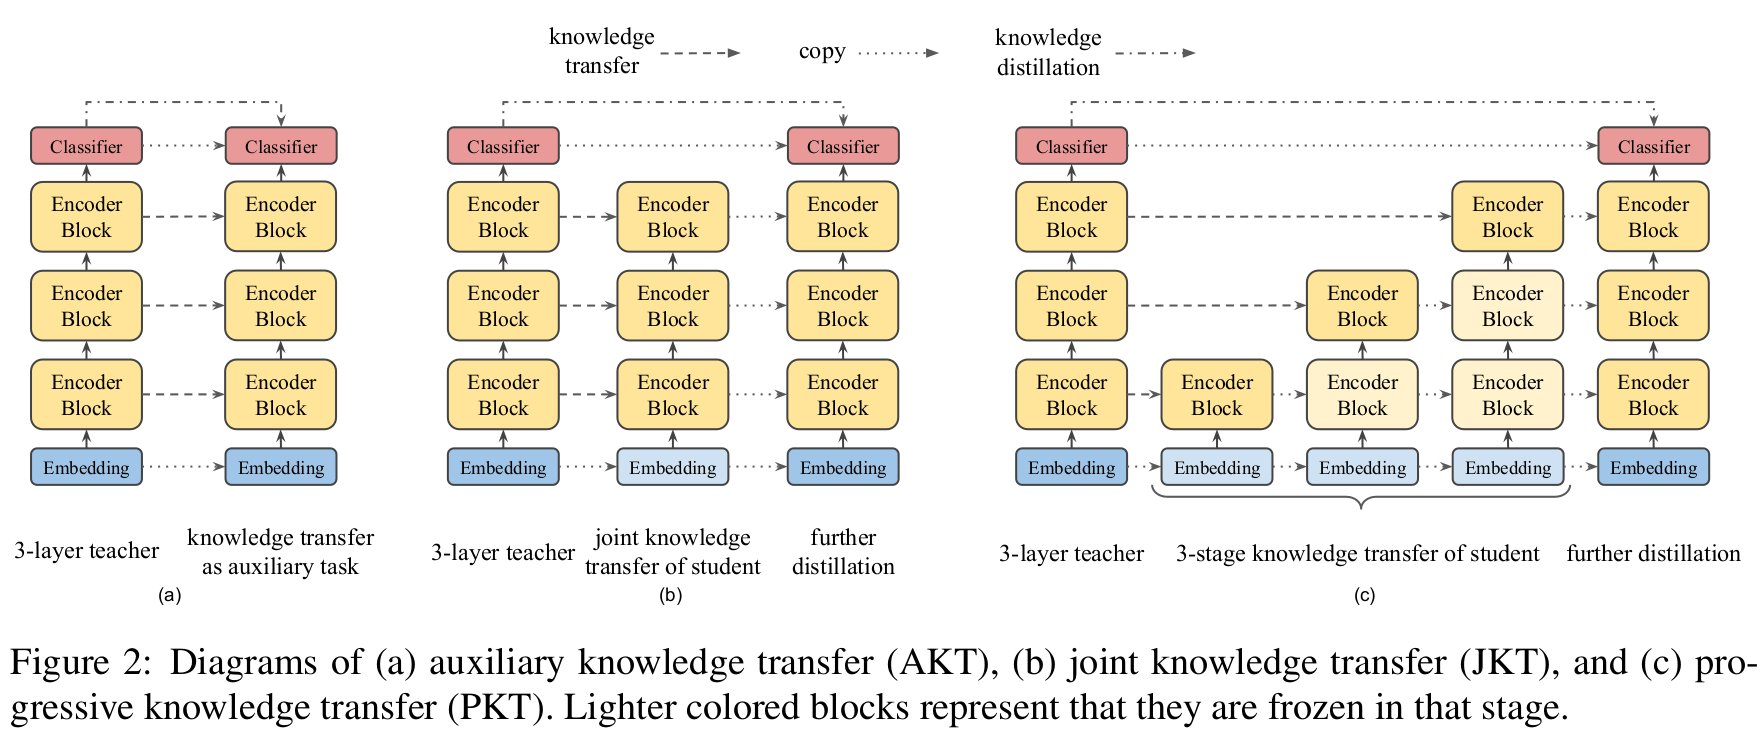 knowledge
transfer
copy
knowledge
distillation
Classifier
Classifier
Encoder
Block
Encoder
Block
Encoder
Block
Encoder
Block
Encoder
Block
Encoder
Block
Embedding
Embedding
3-layer teacher
knowledge transfer
as auxiliary task
(a)
Classifier
Classifier
Encoder
Block
Encoder
Block
Encoder
Block
Encoder
Block
Encoder
Block
Encoder
Block
Encoder
Block
Encoder
Block
Encoder
Block
Embedding
Embedding
Embedding
3-layer teacher
joint knowledge
transfer of student
further
distillation
(b)
Classifier
Classifier
Encoder
Block
Encoder
Block
Encoder
Block
Encoder
Block
Encoder
Block
Encoder
Block
Encoder
Block
Encoder
Block
Encoder
Block
Encoder
Block
Encoder
Block
Encoder
Block
Embedding
Embedding
Embedding
Embedding
Embedding
3-layer teacher
3-stage knowledge transfer of student
further distillation
(c)
Figure 2: Diagrams of (a) auxiliary knowledge transfer (AKT), (b) joint knowledge transfer (JKT), and (c) pro-
gressive knowledge transfer (PKT). Lighter colored blocks represent that they are frozen in that stage.